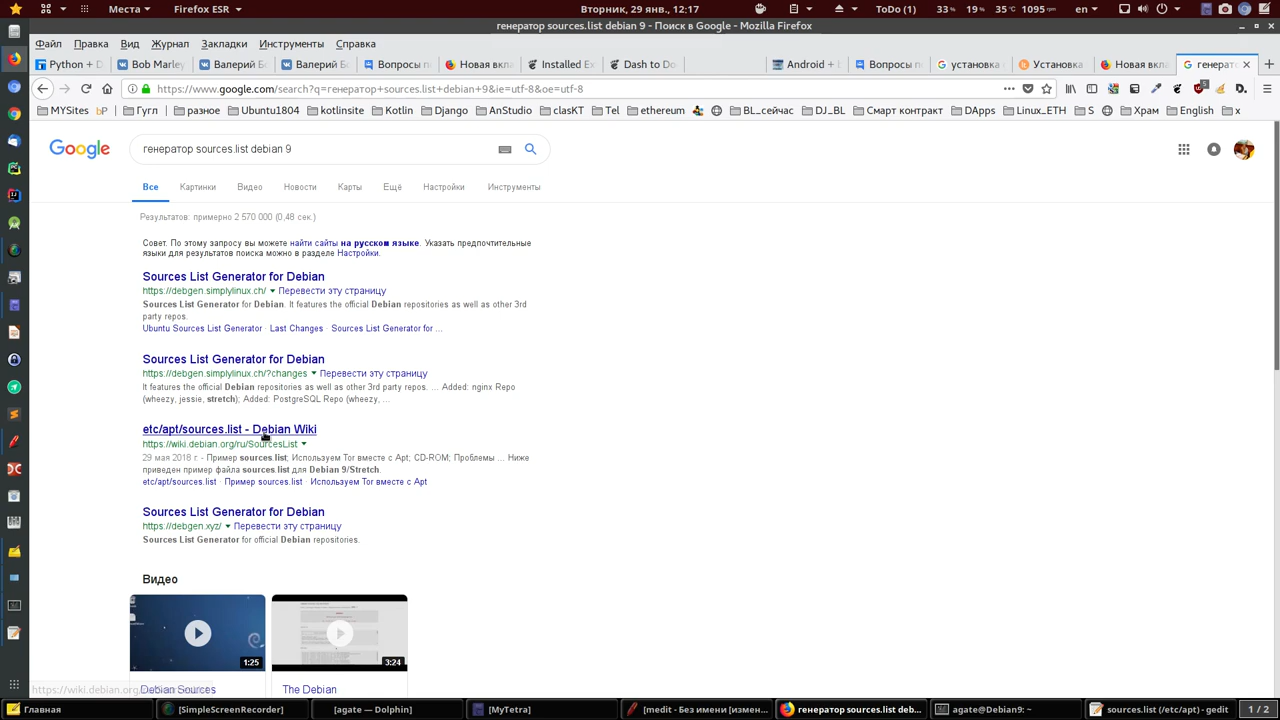 Места
Firefox ESR
Вторник, 29 янв., 12:17
ToDo (1)
33%
19
35°C
1095rpm
en
генератор sources.list debian 9 - Поиск в Google - Mozilla Firefox
Файл Правка Вид Журнал Закладки Инструменты Справка
Python + D
Bob Marley
Валерий Бо
Валерий Бо
Вопросы по
Новая вкл
Installed Ex
Dash to Do
Android + L
Вопросы п
установка
Установка
Новая вкл
генерато
https://www.google.com/search?q=генератор+sources.list+debian+9&ie=utf-8&oe=utf-8
MYSites
bP
Гугл
разное
Ubuntu1804
kotlinsite
Kotlin
Django
AnStudio
clasKT
Tel
ethereum
BL_сейчас
DJ_BL
Смарт контракт
DApps
Linux_ETH
S
Храм
English
x
Google
генератор sources.list debian 9
Все Картинки Видео Новости Карты Ещё Настройки Инструменты
Результатов: примерно 2 570 000 (0,48 сек.)
Совет. По этому запросу вы можете найти сайты на русском языке. Указать предпочтительные
языки для результатов поиска можно в разделе Настройки.
Sources List Generator for Debian
https://debgen.simplylinux.ch/ Перевести эту страницу
Sources List Generator for Debian. It features the official Debian repositories as well as other 3rd
party repos.
Ubuntu Sources List Generator · Last Changes · Sources List Generator for ...
Sources List Generator for Debian
https://debgen.simplylinux.ch/?changes Перевести эту страницу
It features the official Debian repositories as well as other 3rd party repos. ... Added: nginx Repo
(wheezy, jessie, stretch); Added: PostgreSQL Repo (wheezy, ...
etc/apt/sources.list - Debian Wiki
https://wiki.debian.org/ru/SourcesList
29 мая 2018 г. - Пример sources.list; Используем Tor вместе с Apt; CD-ROM; Проблемы ... Ниже
приведен пример файла sources.list для Debian 9/Stretch.
etc/apt/sources.list · Пример sources.list · Используем Tor вместе с Apt
Sources List Generator for Debian
https://debgen.xyz/ Перевести эту страницу
Sources List Generator for official Debian repositories.
Видео
1:25
3:24
Debian Sources
The Debian
Главная
[SimpleScreenRecorder]
[agate — Dolphin]
[MyTetra]
[medit - Без имени [измен...
генератор sources.list deb...
agate@Debian9: ~
sources.list (/etc/apt) - gedit
1 / 2